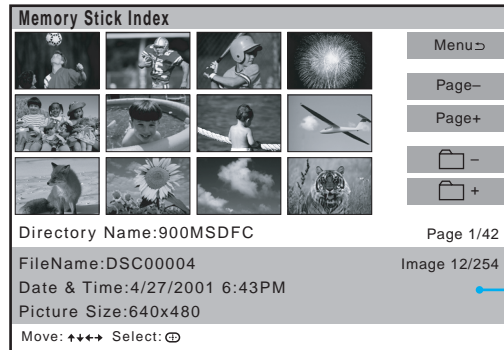 Memory Stick Index
Menu
Page–
Page+
–
+
Directory Name:900MSDFC
Page 1/42
FileName:DSC00004
Image 12/254
Date & Time:4/27/2001 6:43PM
Picture Size:640x480
Move: ↑↓←→ Select: